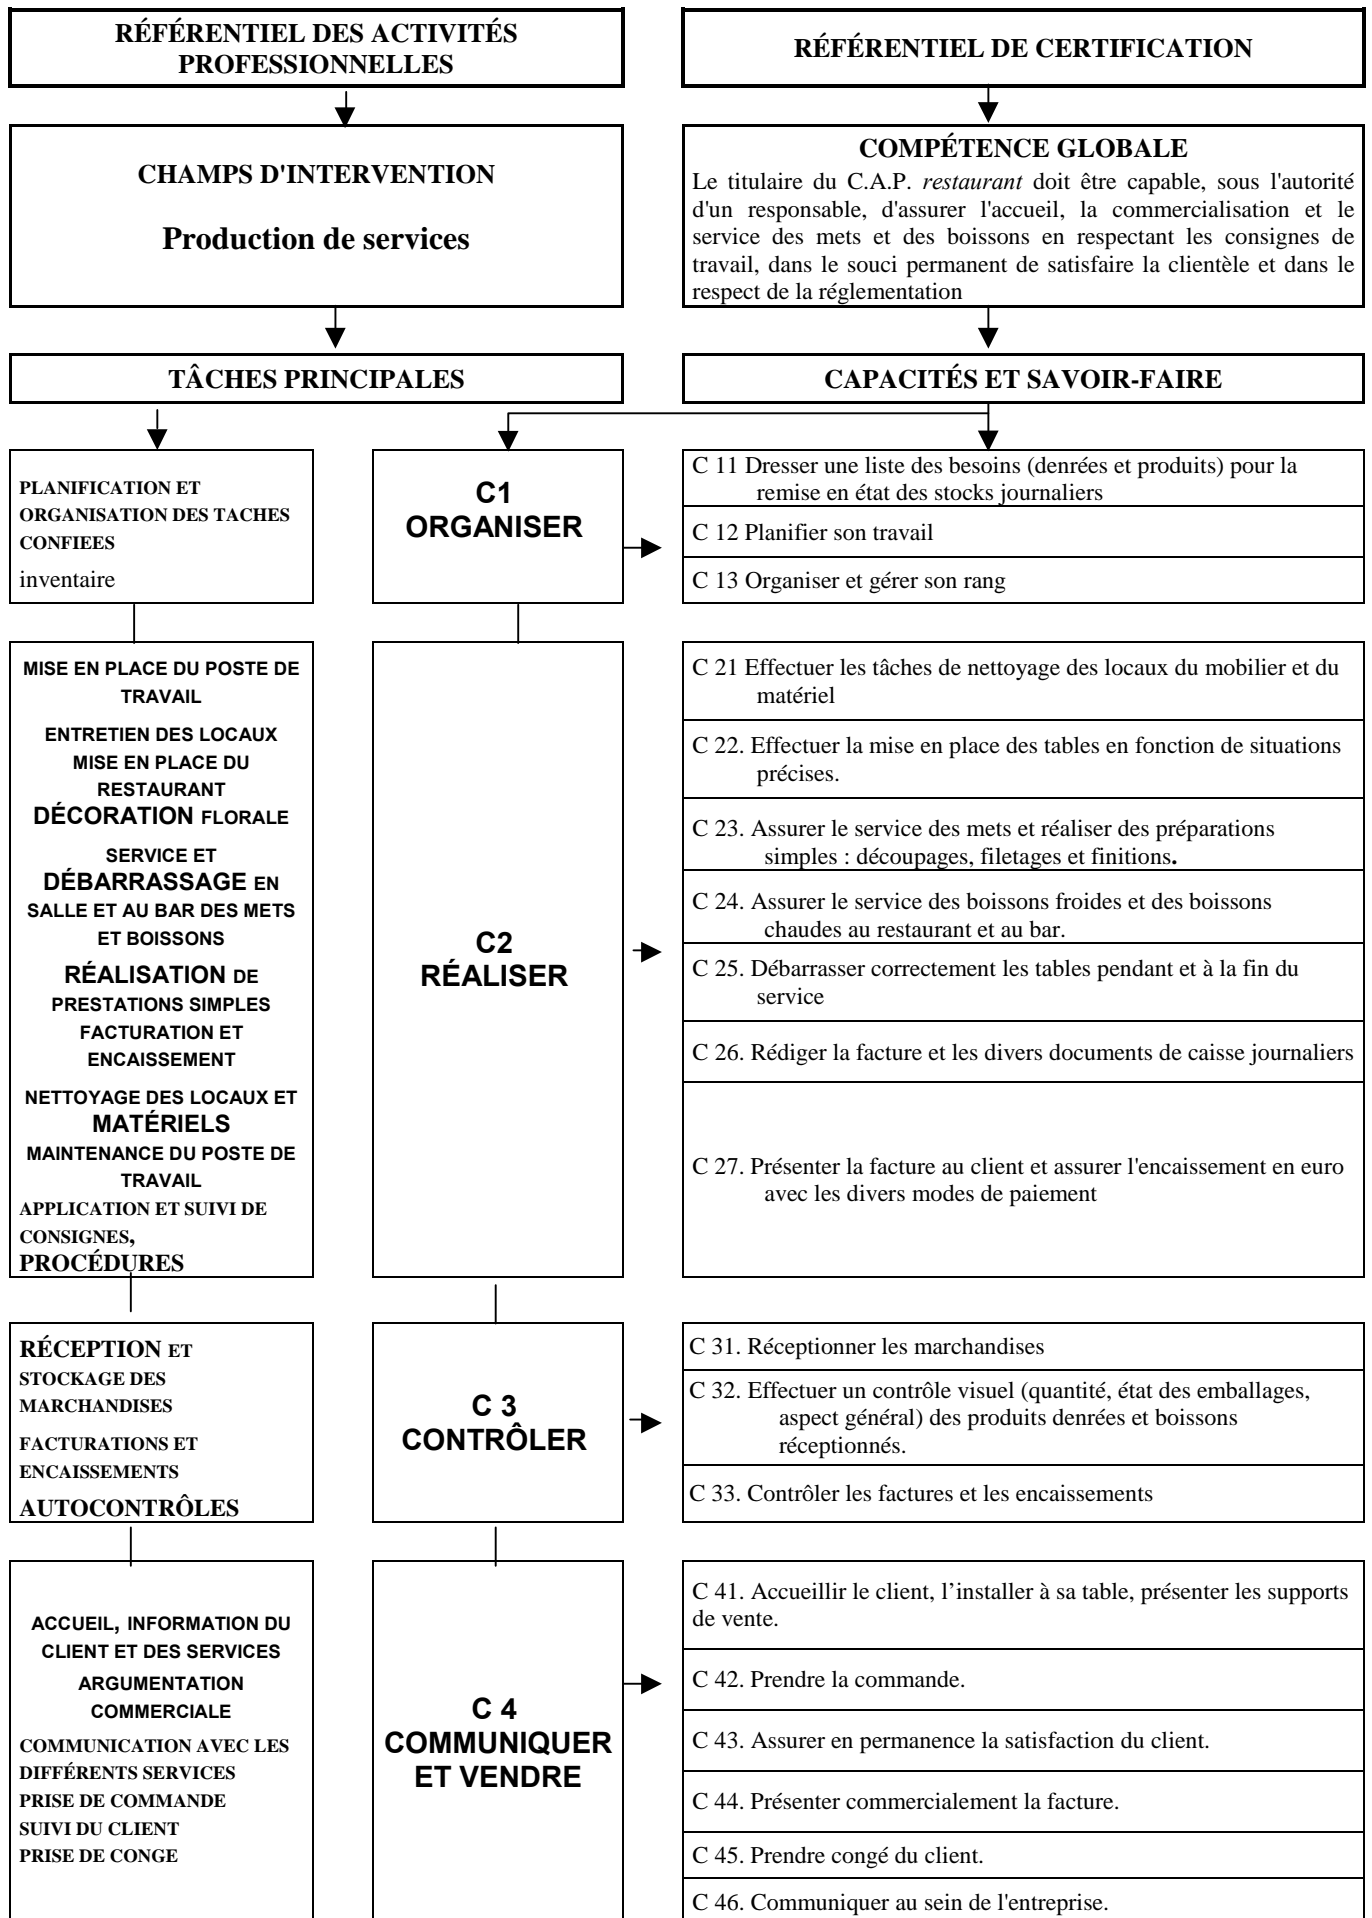 RÉFÉRENTIEL DES ACTIVITÉS
PROFESSIONNELLES
RÉFÉRENTIEL DE CERTIFICATION
CHAMPS D'INTERVENTION
Production de services
COMPÉTENCE GLOBALE
Le titulaire du C.A.P. restaurant doit être capable, sous l'autorité
d'un responsable, d'assurer l'accueil, la commercialisation et le
service des mets et des boissons en respectant les consignes de
travail, dans le souci permanent de satisfaire la clientèle et dans le
respect de la réglementation
TÂCHES PRINCIPALES
CAPACITÉS ET SAVOIR-FAIRE
PLANIFICATION ET
ORGANISATION DES TACHES
CONFIEES
inventaire
C1
ORGANISER
C 11 Dresser une liste des besoins (denrées et produits) pour la
remise en état des stocks journaliers
C 12 Planifier son travail
C 13 Organiser et gérer son rang
MISE EN PLACE DU POSTE DE
TRAVAIL
ENTRETIEN DES LOCAUX
MISE EN PLACE DU
RESTAURANT
DÉCORATION FLORALE
SERVICE ET
DÉBARRASSAGE EN
SALLE ET AU BAR DES METS
ET BOISSONS
RÉALISATION DE
PRESTATIONS SIMPLES
FACTURATION ET
ENCAISSEMENT
NETTOYAGE DES LOCAUX ET
MATÉRIELS
MAINTENANCE DU POSTE DE
TRAVAIL
APPLICATION ET SUIVI DE
CONSIGNES,
PROCÉDURES
C2
RÉALISER
C 21 Effectuer les tâches de nettoyage des locaux du mobilier et du
matériel
C 22. Effectuer la mise en place des tables en fonction de situations
précises.
C 23. Assurer le service des mets et réaliser des préparations
simples : découpages, filetages et finitions.
C 24. Assurer le service des boissons froides et des boissons
chaudes au restaurant et au bar.
C 25. Débarrasser correctement les tables pendant et à la fin du
service
C 26. Rédiger la facture et les divers documents de caisse journaliers
C 27. Présenter la facture au client et assurer l'encaissement en euro
avec les divers modes de paiement
RÉCEPTION ET
STOCKAGE DES
MARCHANDISES
FACTURATIONS ET
ENCAISSEMENTS
AUTOCONTRÔLES
C 3
CONTRÔLER
C 31. Réceptionner les marchandises
C 32. Effectuer un contrôle visuel (quantité, état des emballages,
aspect général) des produits denrées et boissons
réceptionnés.
C 33. Contrôler les factures et les encaissements
ACCUEIL, INFORMATION DU
CLIENT ET DES SERVICES
ARGUMENTATION
COMMERCIALE
COMMUNICATION AVEC LES
DIFFÉRENTS SERVICES
PRISE DE COMMANDE
SUIVI DU CLIENT
PRISE DE CONGE
C 4
COMMUNIQUER
ET VENDRE
C 41. Accueillir le client, l’installer à sa table, présenter les supports
de vente.
C 42. Prendre la commande.
C 43. Assurer en permanence la satisfaction du client.
C 44. Présenter commercialement la facture.
C 45. Prendre congé du client.
C 46. Communiquer au sein de l'entreprise.